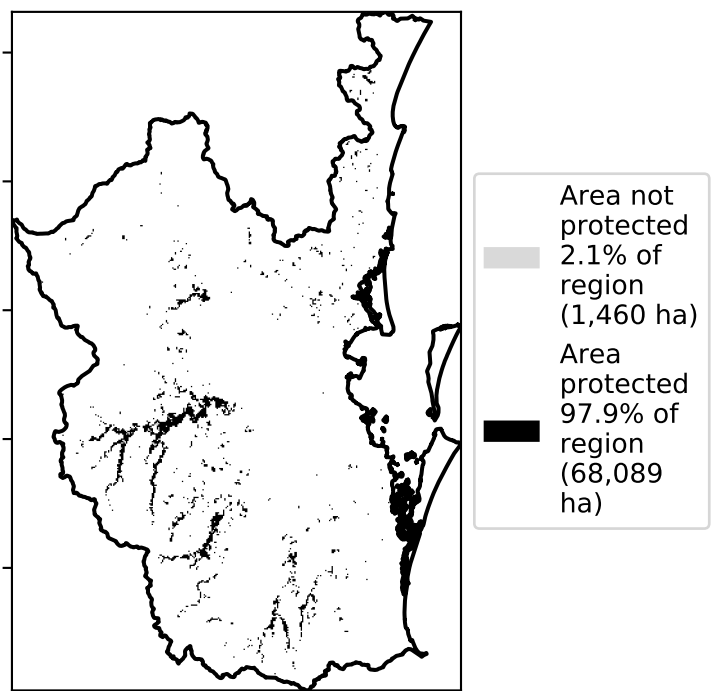 Area not
protected
2.1% of
region
(1,460 ha)
Area
protected
97.9% of
region
(68,089
ha)